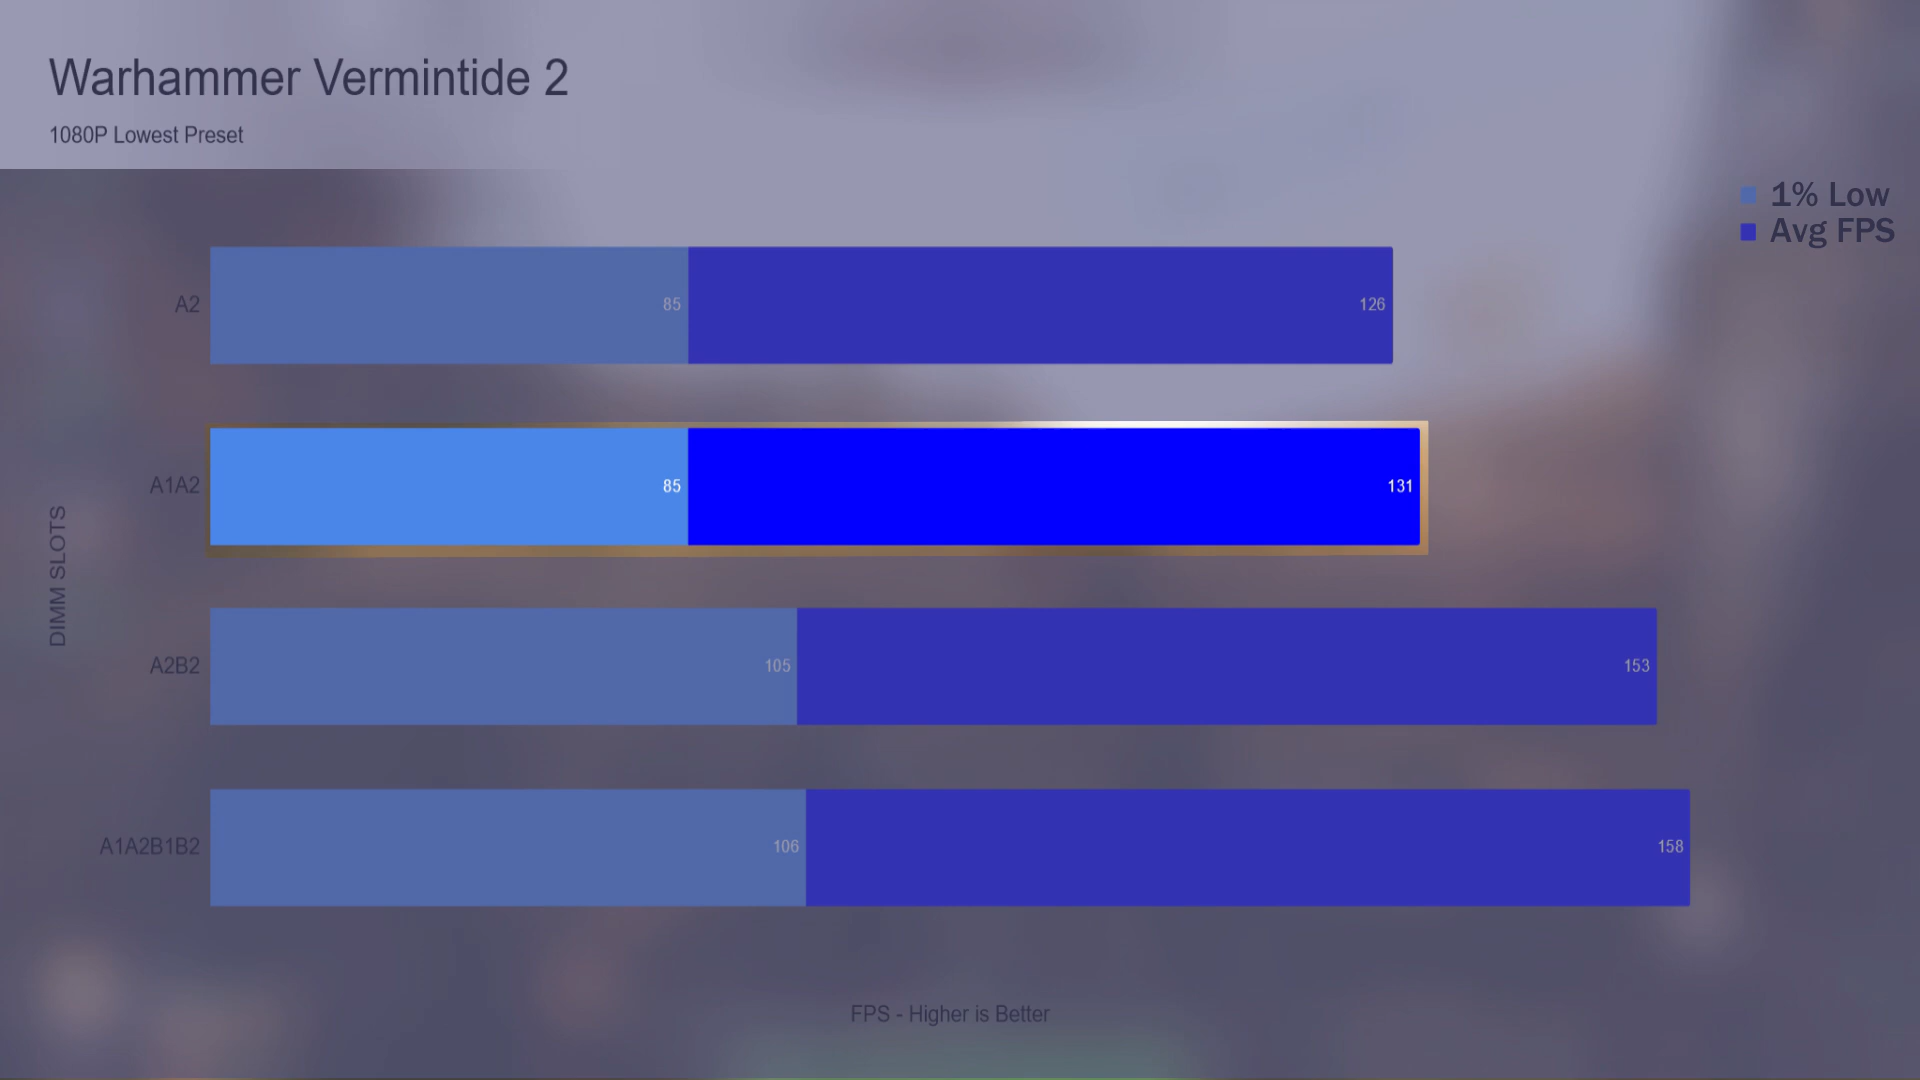 Warhammer Vermintide 2
1080P Lowest Preset
1% Low
Avg FPS
A2
85
126
A1A2
85
131
DIMM SLOTS
A2B2
105
153
A1A2B1B2
106
158
FPS - Higher is Better